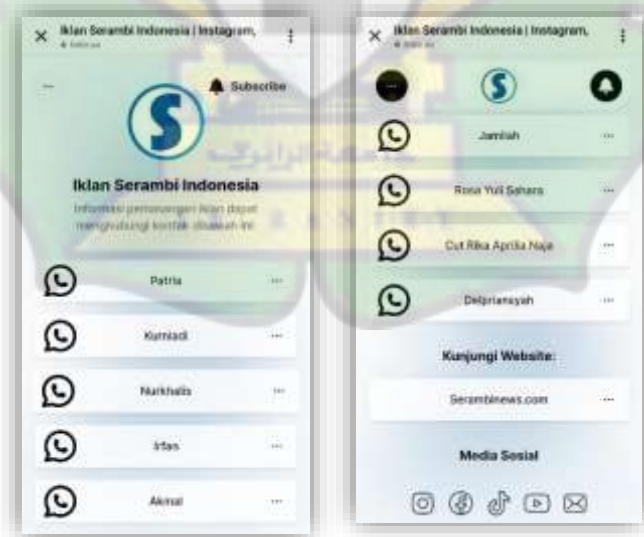 Iklan Serambi Indonesia | Instagram,
Subscribe
Iklan Serambi Indonesia
Informasi pemasangan iklan dapat
menghubungi kontak dibawah ini
Patria
Kurniadi
Nurkhalis
Irfan
Akmal
Iklan Serambi Indonesia | Instagram,
Jamilah
Rosa Yuli Sahara
Cut Rika Aprilia Naja
Delpriansyah
Kunjungi Website:
Serambinews.com
Media Sosial